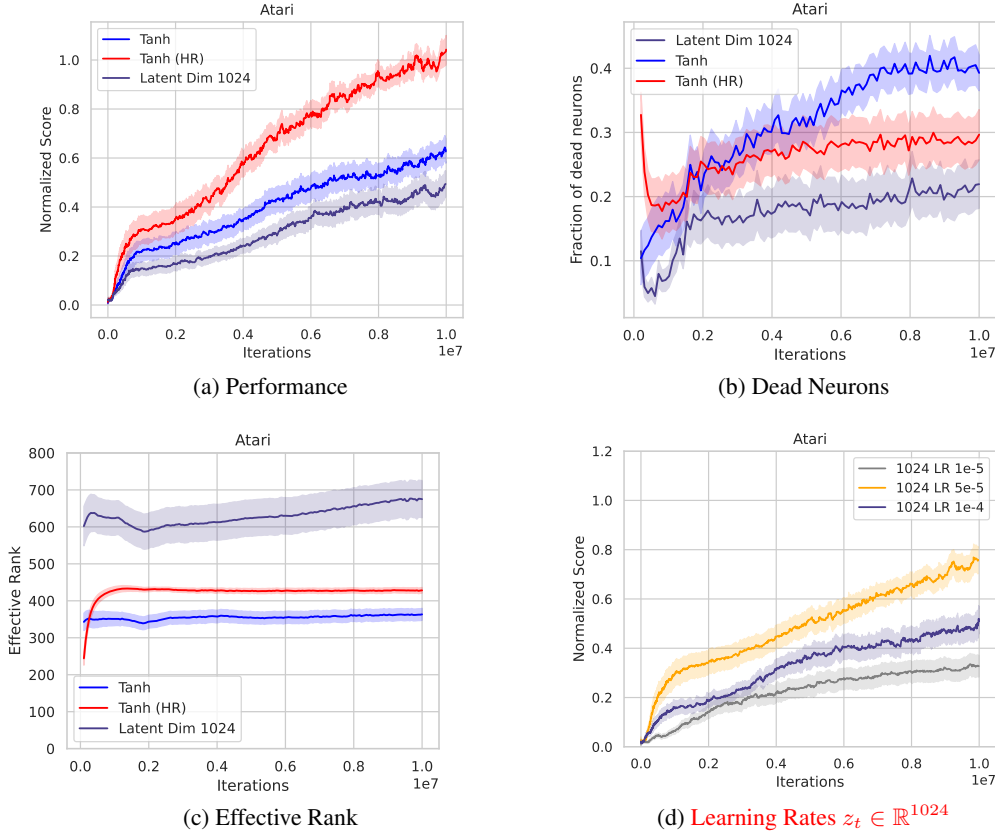 Atari
Normalized Score
Tanh
Tanh (HR)
Latent Dim 1024
0.0
0.2
0.4
0.6
0.8
1.0
0.0 0.2 0.4 0.6 0.8 1.0
Iterations
1e7
(a) Performance
Atari
Fraction of dead neurons
Latent Dim 1024
Tanh
Tanh (HR)
0.4
0.3
0.2
0.1
0.0 0.2 0.4 0.6 0.8 1.0
Iterations
1e7
(b) Dead Neurons
Atari
Effective Rank
800
700
600
500
400
300
200
100
0
Tanh
Tanh (HR)
Latent Dim 1024
0.0 0.2 0.4 0.6 0.8 1.0
Iterations
1e7
(c) Effective Rank
Atari
Normalized Score
1.2
1.0
0.8
0.6
0.4
0.2
0.0
1024 LR 1e-5
1024 LR 5e-5
1024 LR 1e-4
0.0 0.2 0.4 0.6 0.8 1.0
Iterations
1e7
(d) Learning Rates $z_t \in \mathbb{R}^{1024}$